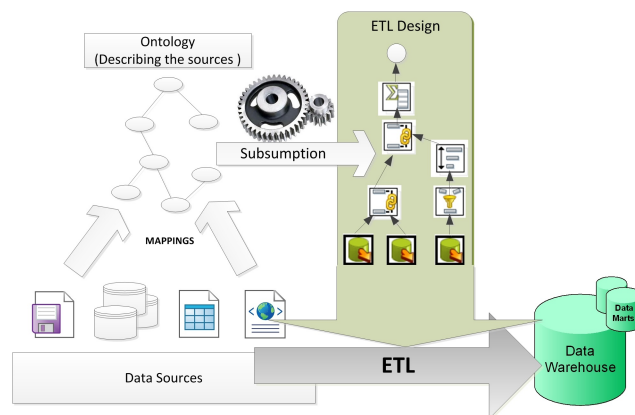 ETL Design
Ontology
(Describing the sources )
Σ
Subsumption
MAPPINGS
Data
Marts
Data
Warehouse
ETL
Data Sources